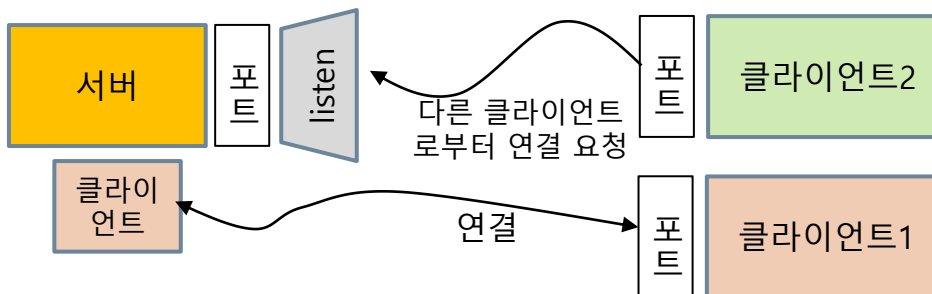 서버
포
트
listen
포
트
클라이언트2
다른 클라이언트
로부터 연결 요청
클라이
언트
연결
포
트
클라이언트1